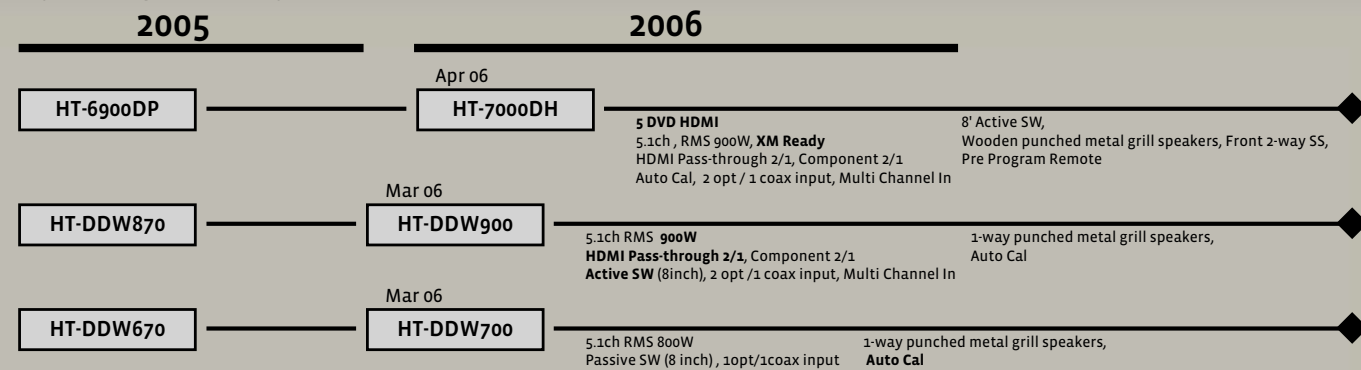 2005
2006
Apr 06
HT-6900DP
HT-7000DH
5 DVD HDMI
5.1ch , RMS 900W, XM Ready
HDMI Pass-through 2/1, Component 2/1
Auto Cal,  2 opt / 1 coax input, Multi Channel In
8' Active SW,
Wooden punched metal grill speakers, Front 2-way SS,
Pre Program Remote
Mar 06
HT-DDW870
HT-DDW900
5.1ch RMS  900W
HDMI Pass-through 2/1, Component 2/1
Active SW (8inch), 2 opt /1 coax input, Multi Channel In
1-way punched metal grill speakers,
Auto Cal
Mar 06
HT-DDW670
HT-DDW700
5.1ch RMS 800W
Passive SW (8 inch) , 1opt/1coax input
1-way punched metal grill speakers,
Auto Cal